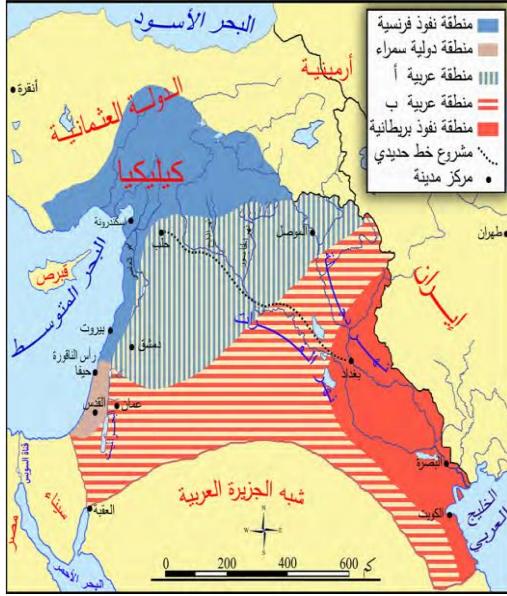 البحر الأسود
منطقة نفوذ فرنسية
منطقة دولية سمراء
منطقة عربية أ
منطقة عربية ب
منطقة نفوذ بريطانية
مشروع خط حديدي
مركز مدينة
أرمينية
أنقرة
الدولة العثمانية
كيليكيا
اسكندرونة
حلب
الموصل
طهران
إيران
قبرص
البحر المتوسط
بيروت
دمشق
رأس الناقورة
حيفا
القدس
عمان
بغداد
البصرة
الكويت
الخليج العربي
قناة السويس
سيناء
مصر
العقبة
شبه الجزيرة العربية
البحر الأحمر
N
W
E
S
0 200 400 600 كم